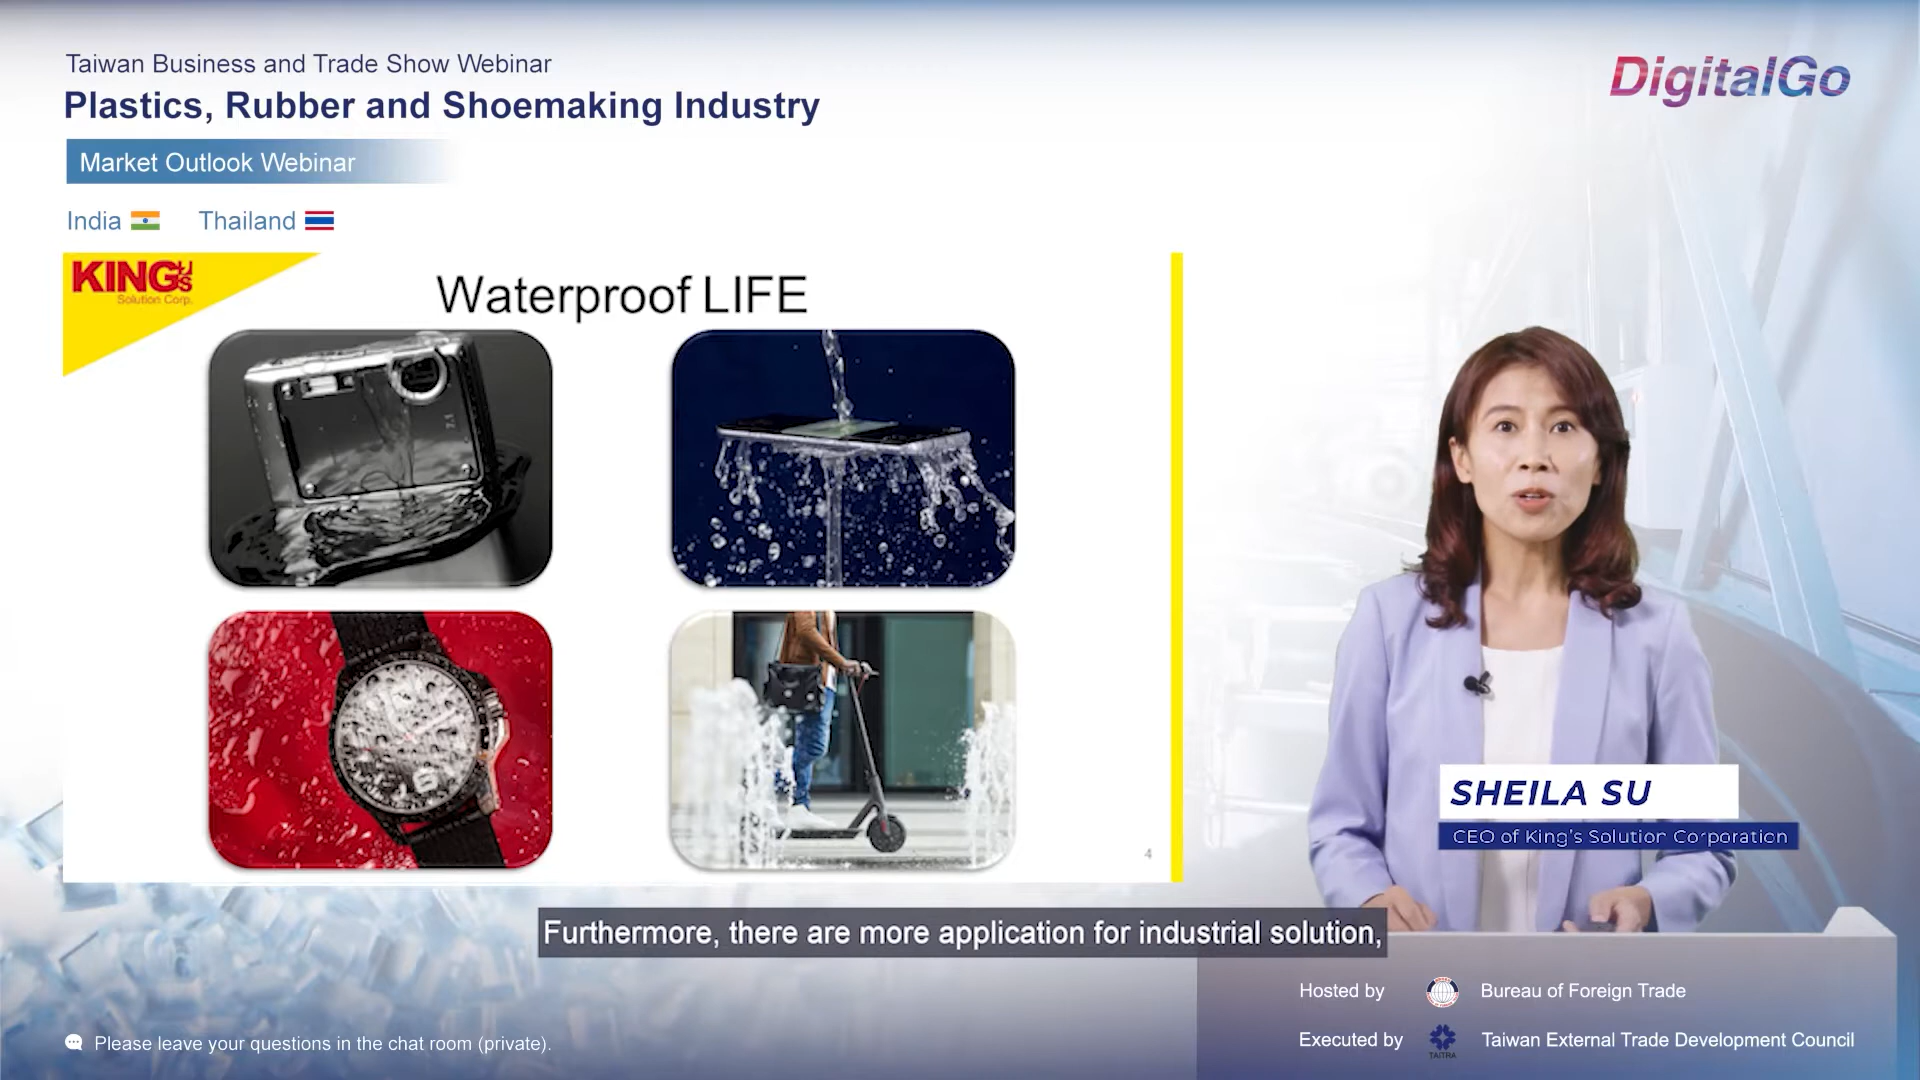 Taiwan Business and Trade Show Webinar
Plastics, Rubber and Shoemaking Industry
Market Outlook Webinar
India
Thailand
DigitalGo
KING'S
Solution Corp.
Waterproof LIFE
4
SHEILA SU
CEO of King's Solution Corporation
Furthermore, there are more application for industrial solution,
Hosted by
Bureau of Foreign Trade
Executed by
TAITRA
Taiwan External Trade Development Council
Please leave your questions in the chat room (private).